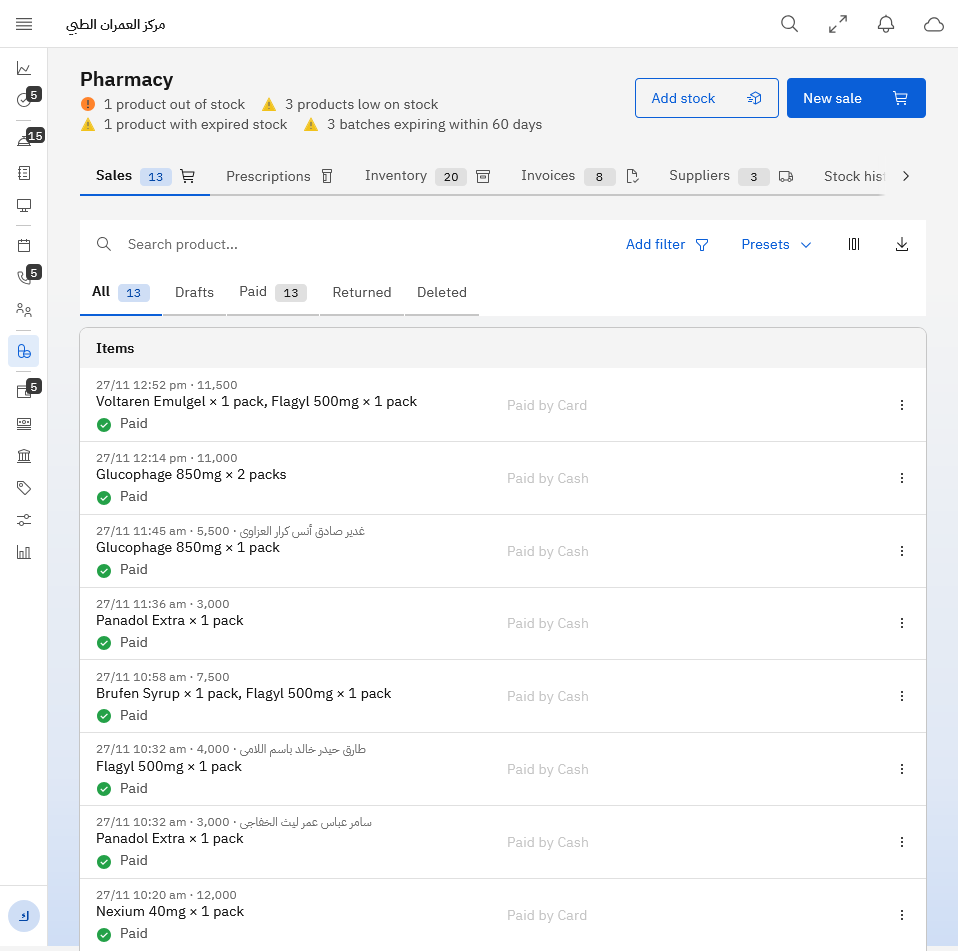 مركز العمران الطبي
5
15
5
5
ك
Pharmacy
1 product out of stock
3 products low on stock
1 product with expired stock
3 batches expiring within 60 days
Add stock
New sale
Sales 13
Prescriptions
Inventory 20
Invoices 8
Suppliers 3
Search product...
Add filter
Presets
All 13
Drafts
Paid 13
Returned
Deleted
Items
27/11 12:52 pm · 11,500
Voltaren Emulgel × 1 pack, Flagyl 500mg × 1 pack
Paid by Card
Paid
27/11 12:14 pm · 11,000
Glucophage 850mg × 2 packs
Paid by Cash
Paid
27/11 11:45 am · 5,500 · غدير صادق أنس كرار العزاوي
Glucophage 850mg × 1 pack
Paid by Cash
Paid
27/11 11:36 am · 3,000
Panadol Extra × 1 pack
Paid by Cash
Paid
27/11 10:58 am · 7,500
Brufen Syrup × 1 pack, Flagyl 500mg × 1 pack
Paid by Cash
Paid
27/11 10:32 am · 4,000 · طارق حيدر خالد باسم اللامي
Flagyl 500mg × 1 pack
Paid by Cash
Paid
27/11 10:32 am · 3,000 · سامر عباس عمر ليث الخفاجي
Panadol Extra × 1 pack
Paid by Cash
Paid
27/11 10:20 am · 12,000
Nexium 40mg × 1 pack
Paid by Card
Paid